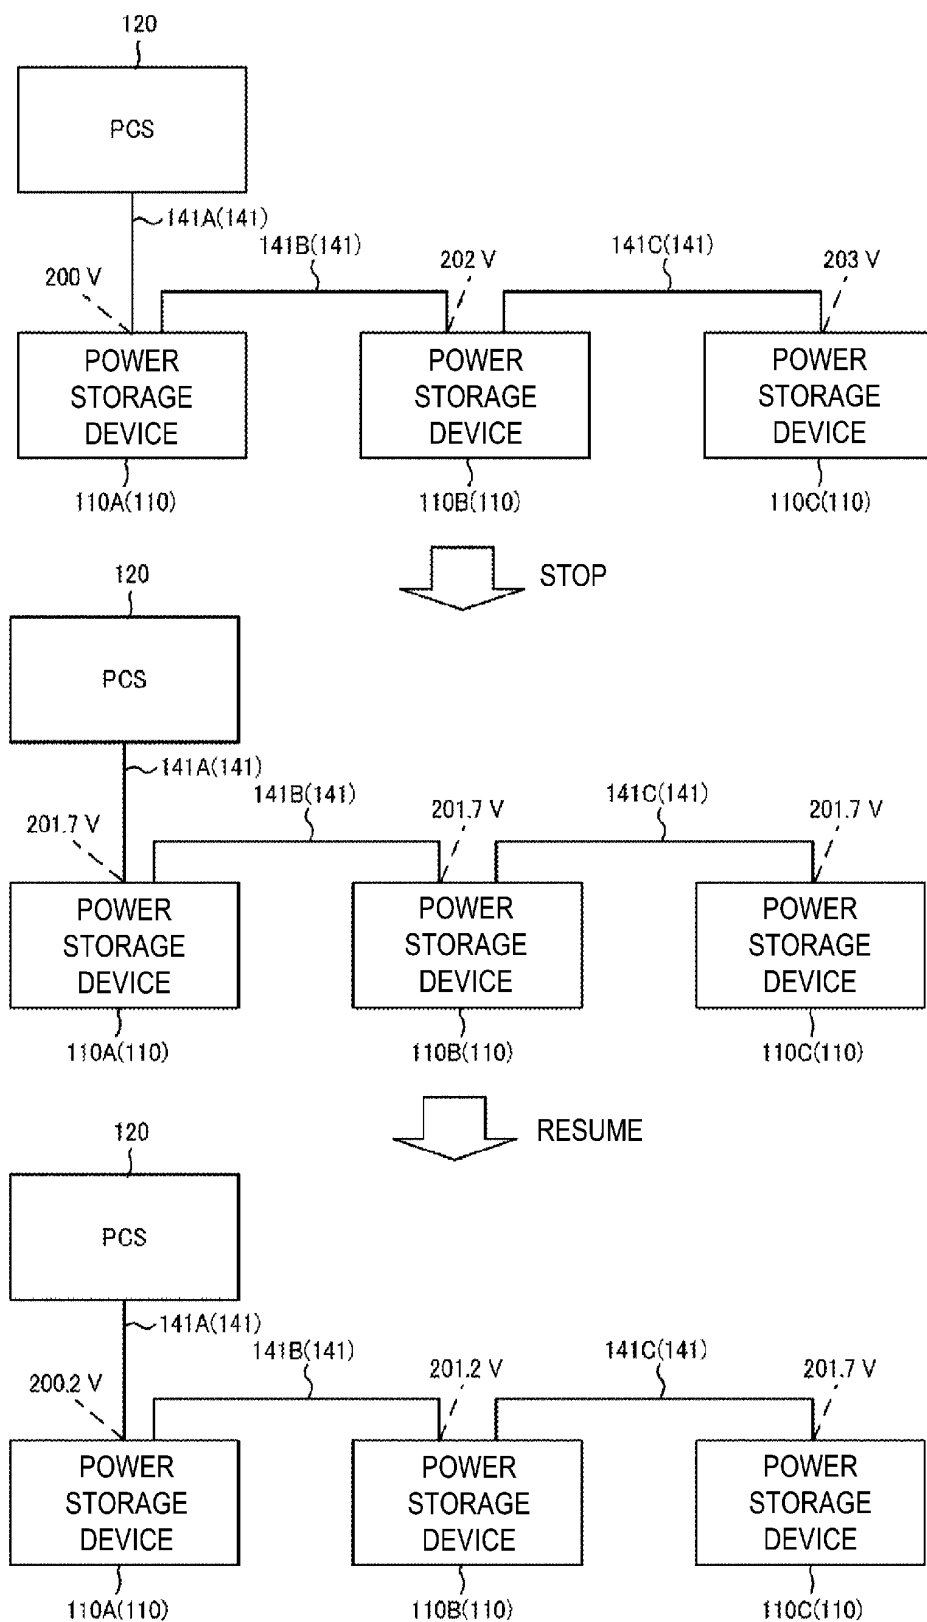 120
PCS
141A(141)
141B(141)
141C(141)
200 V
202 V
203 V
POWER
STORAGE
DEVICE
POWER
STORAGE
DEVICE
POWER
STORAGE
DEVICE
110A(110)
110B(110)
110C(110)
STOP
120
PCS
141A(141)
141B(141)
141C(141)
201.7 V
201.7 V
201.7 V
POWER
STORAGE
DEVICE
POWER
STORAGE
DEVICE
POWER
STORAGE
DEVICE
110A(110)
110B(110)
110C(110)
RESUME
120
PCS
141A(141)
141B(141)
141C(141)
200.2 V
201.2 V
201.7 V
POWER
STORAGE
DEVICE
POWER
STORAGE
DEVICE
POWER
STORAGE
DEVICE
110A(110)
110B(110)
110C(110)